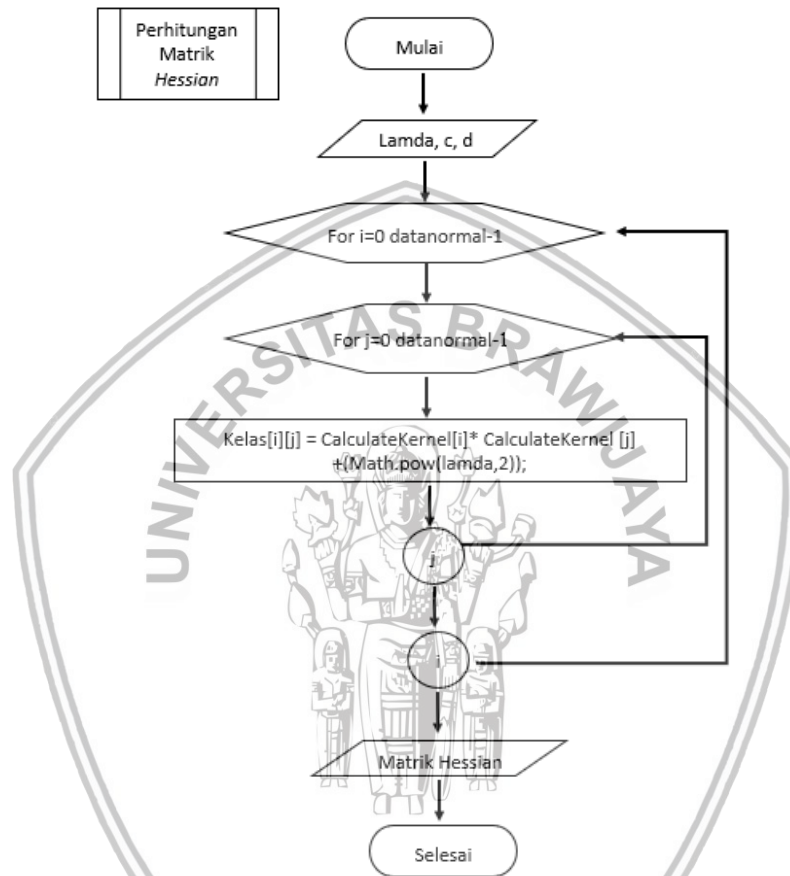 Perhitungan
Matrik
Hessian
Mulai
Lamda, c, d
For i=0 datanormal-1
For j=0 datanormal-1
Kelas[i][j] = CalculateKernel[i]* CalculateKernel [j]
+(Math.pow(lamda,2));
j
i
Matrik Hessian
Selesai
UNIVERSITAS BRAWIJAYA